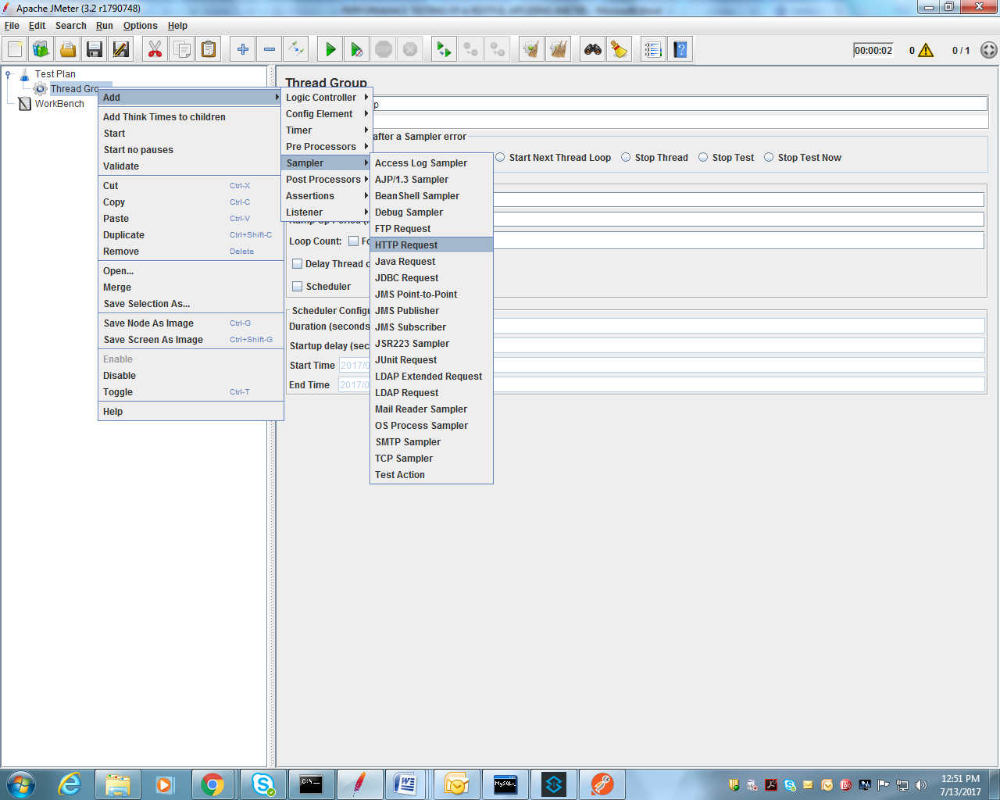 Apache JMeter (3.2 r1790748)
File Edit Search Run Options Help
00:00:02 0 0 / 1
Test Plan
Thread Gro
WorkBench
Add
Add Think Times to children
Start
Start no pauses
Validate
Cut Ctrl-X
Copy Ctrl-C
Paste Ctrl-V
Duplicate Ctrl+Shift-C
Remove Delete
Open...
Merge
Save Selection As...
Save Node As Image Ctrl-G
Save Screen As Image Ctrl+Shift-G
Enable
Disable
Toggle Ctrl-T
Help
Logic Controller
Config Element
Timer
Pre Processors
Sampler
Post Processors
Assertions
Listener
Access Log Sampler
AJP/1.3 Sampler
BeanShell Sampler
Debug Sampler
FTP Request
HTTP Request
Java Request
JDBC Request
JMS Point-to-Point
JMS Publisher
JMS Subscriber
JSR223 Sampler
JUnit Request
LDAP Extended Request
LDAP Request
Mail Reader Sampler
OS Process Sampler
SMTP Sampler
TCP Sampler
Test Action
Thread Group
p
after a Sampler error
Start Next Thread Loop Stop Thread Stop Test Stop Test Now
Loop Count: Fo
Delay Thread c
Scheduler
Scheduler Configu
Duration (seconds
Startup delay (sec
Start Time 2017/0
End Time 2017/0
C:\
MySQL
12:51 PM
7/13/2017